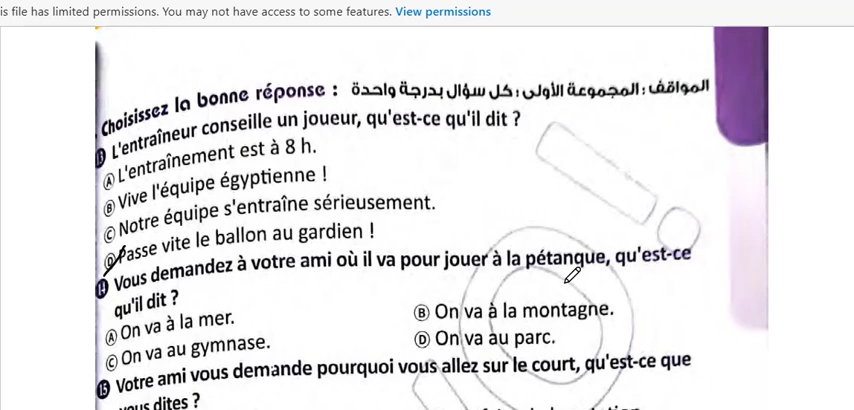 is file has limited permissions. You may not have access to some features. View permissions
Choisissez la bonne réponse : المواقف : المجموعة الأولى : كل سؤال بدرجة واحدة
13 L'entraîneur conseille un joueur, qu'est-ce qu'il dit ?
A L'entraînement est à 8 h.
B Vive l'équipe égyptienne !
C Notre équipe s'entraîne sérieusement.
D Passe vite le ballon au gardien !
14 Vous demandez à votre ami où il va pour jouer à la pétanque, qu'est-ce
qu'il dit ?
A On va à la mer. B On va à la montagne.
C On va au gymnase. D On va au parc.
15 Votre ami vous demande pourquoi vous allez sur le court, qu'est-ce que
vous dites ?